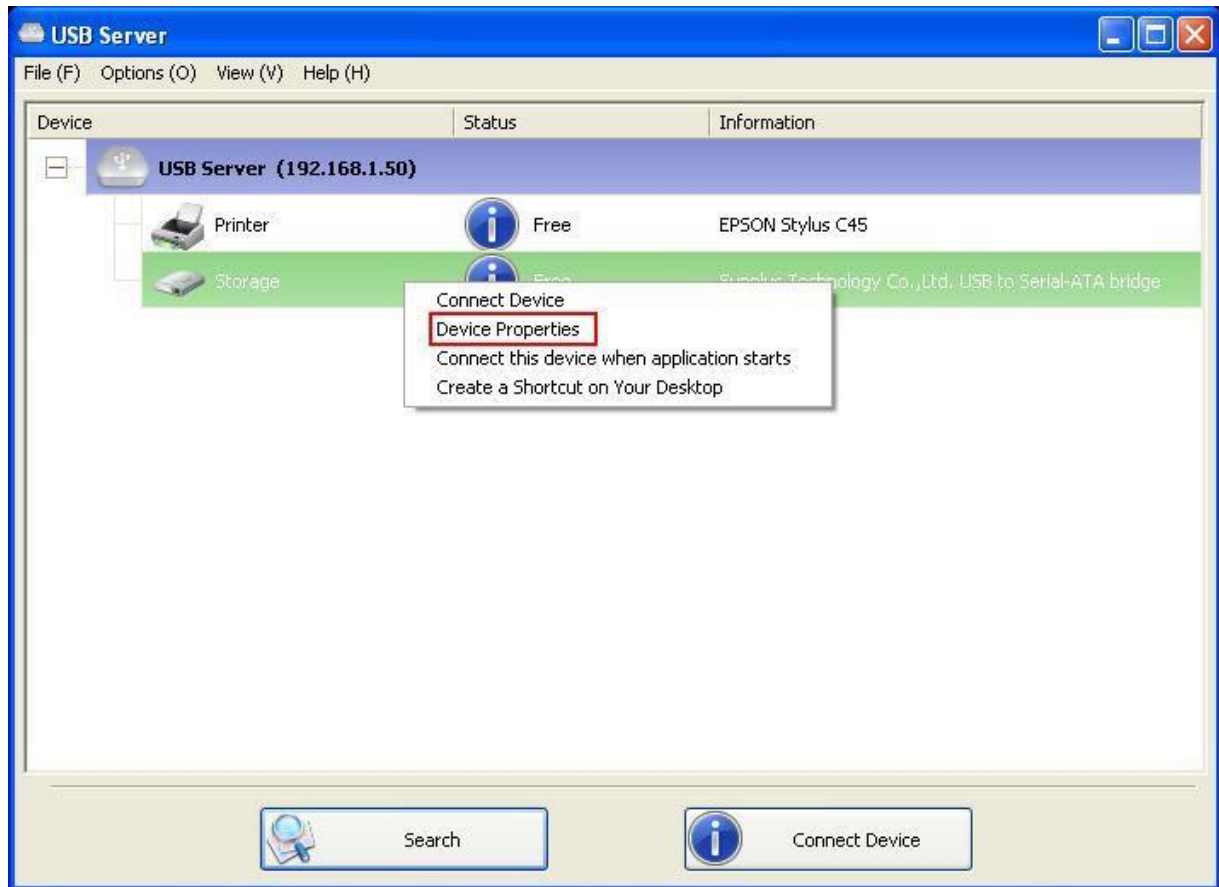 USB Server
File (F) Options (O) View (V) Help (H)
Device Status Information
USB Server (192.168.1.50)
Printer Free EPSON Stylus C45
Storage Free Sunplus Technology Co.,Ltd. USB to Serial-ATA bridge
Connect Device
Device Properties
Connect this device when application starts
Create a Shortcut on Your Desktop
Search Connect Device